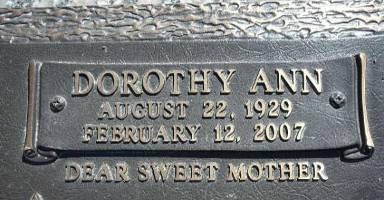 DOROTHY ANN
AUGUST 22, 1929
FEBRUARY 12, 2007
DEAR SWEET MOTHER